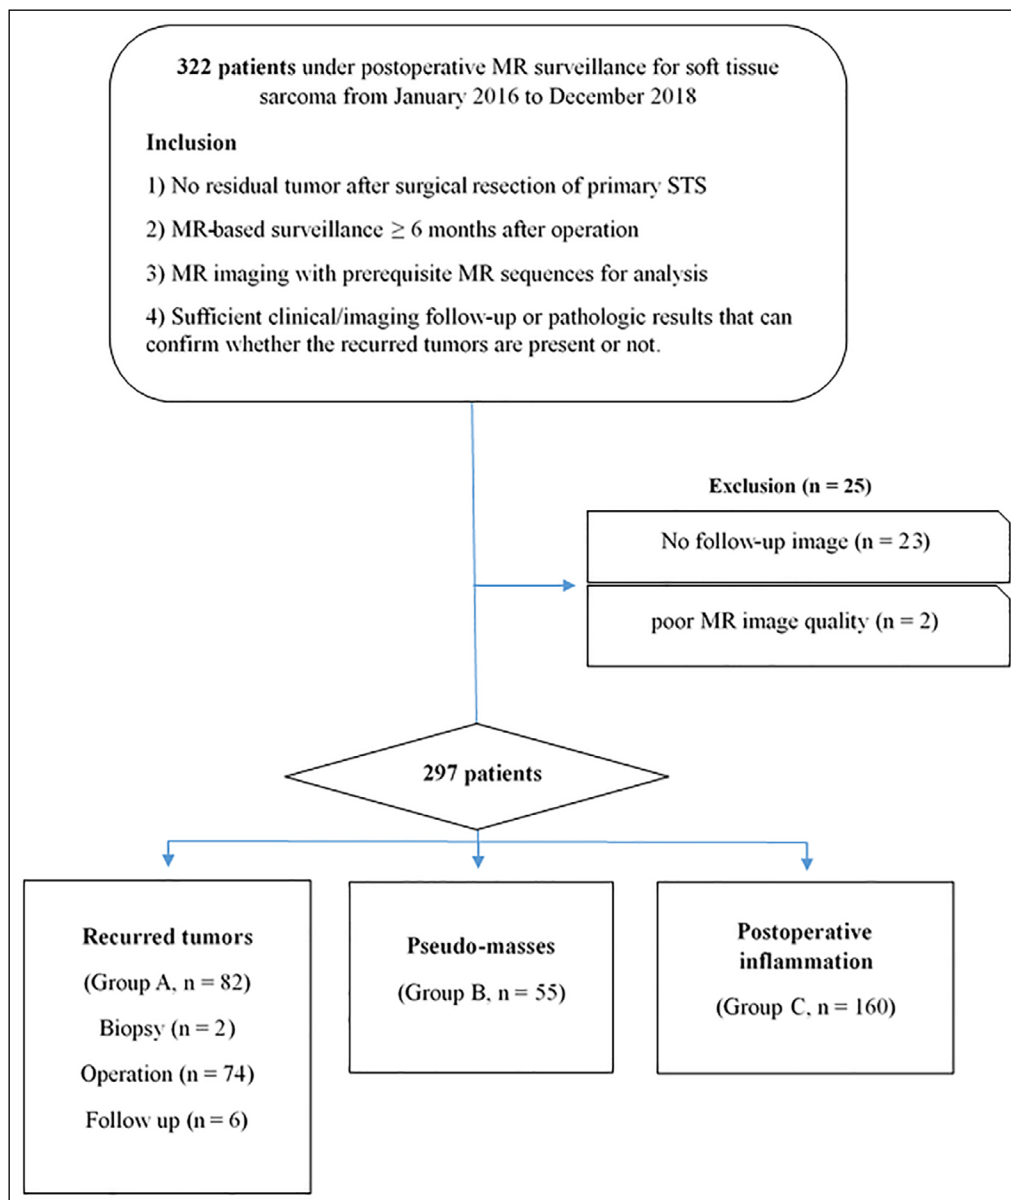 322 patients under postoperative MR surveillance for soft tissue
sarcoma from January 2016 to December 2018
Inclusion
1) No residual tumor after surgical resection of primary STS
2) MR-based surveillance ≥ 6 months after operation
3) MR imaging with prerequisite MR sequences for analysis
4) Sufficient clinical/imaging follow-up or pathologic results that can
confirm whether the recurred tumors are present or not.
Exclusion (n = 25)
No follow-up image (n = 23)
poor MR image quality (n = 2)
297 patients
Recurred tumors
(Group A, n = 82)
Biopsy (n = 2)
Operation (n = 74)
Follow up (n = 6)
Pseudo-masses
(Group B, n = 55)
Postoperative
inflammation
(Group C, n = 160)